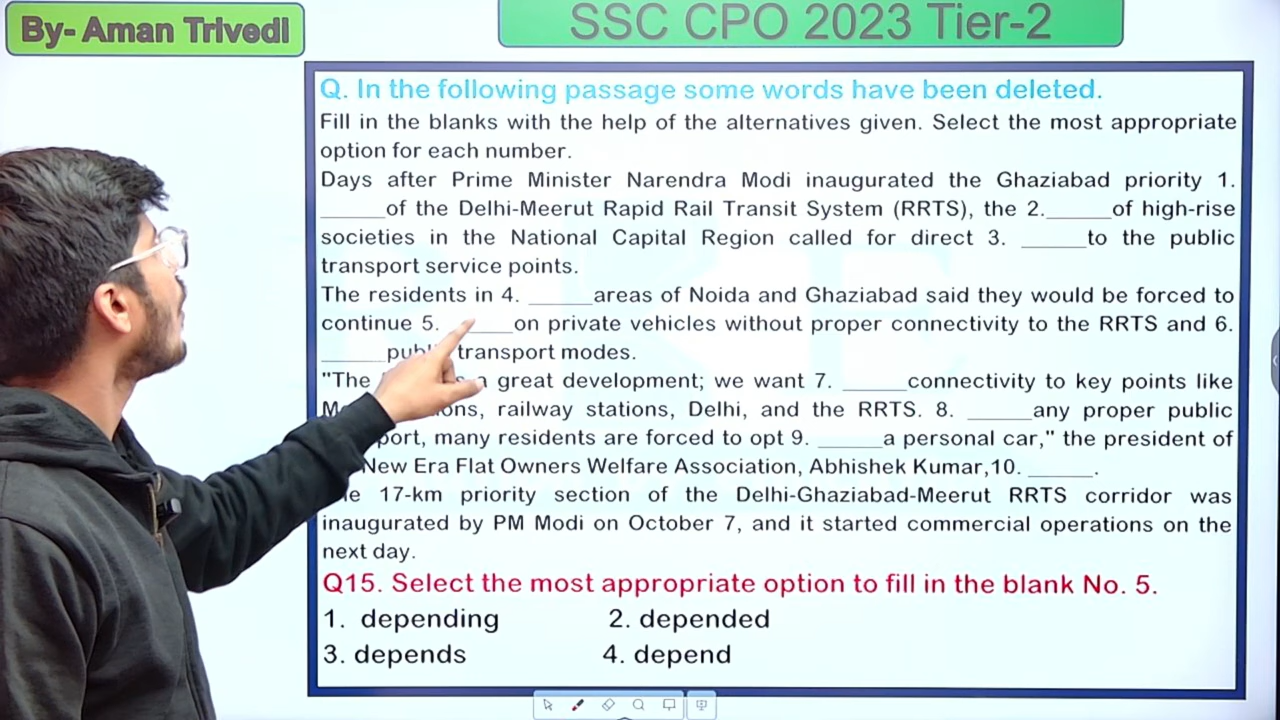 By- Aman Trivedi
SSC CPO 2023 Tier-2
Q. In the following passage some words have been deleted.
Fill in the blanks with the help of the alternatives given. Select the most appropriate
option for each number.
Days after Prime Minister Narendra Modi inaugurated the Ghaziabad priority 1.
_____of the Delhi-Meerut Rapid Rail Transit System (RRTS), the 2._____of high-rise
societies in the National Capital Region called for direct 3. _____to the public
transport service points.
The residents in 4. _____areas of Noida and Ghaziabad said they would be forced to
continue 5. _____on private vehicles without proper connectivity to the RRTS and 6.
_____ transport modes.
"The a great development; we want 7. _____connectivity to key points like
railway stations, Delhi, and the RRTS. 8. _____any proper public
many residents are forced to opt 9. _____a personal car," the president of
New Era Flat Owners Welfare Association, Abhishek Kumar,10. _____.
17-km priority section of the Delhi-Ghaziabad-Meerut RRTS corridor was
inaugurated by PM Modi on October 7, and it started commercial operations on the
next day.
Q15. Select the most appropriate option to fill in the blank No. 5.
1. depending 2. depended
3. depends 4. depend